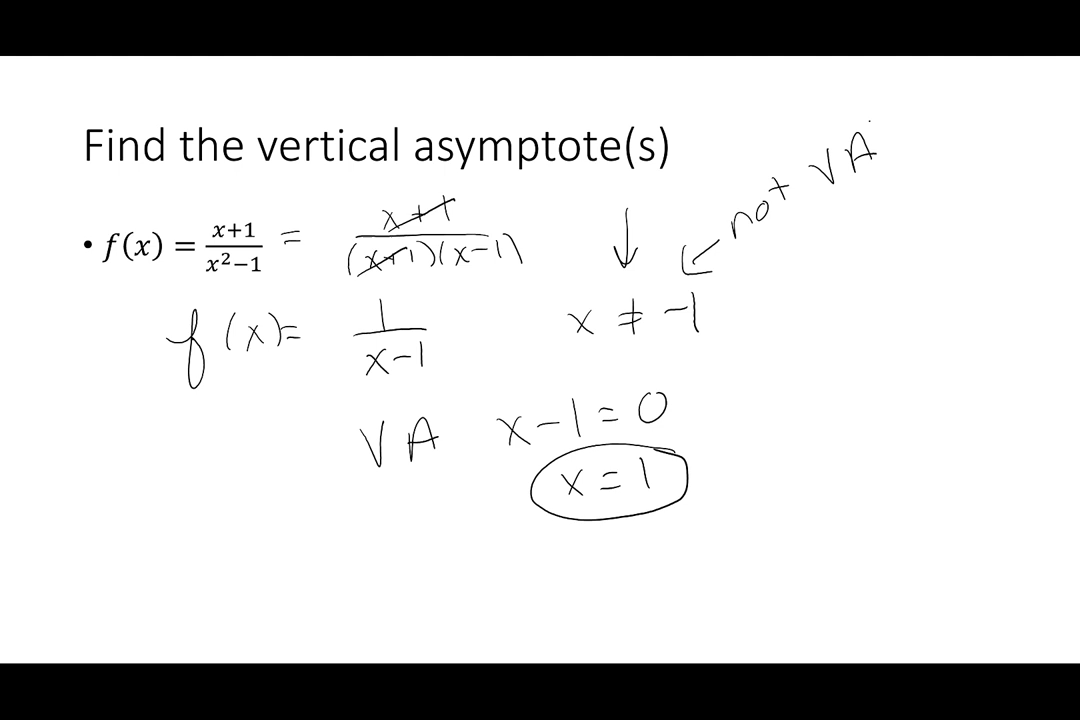 Find the vertical asymptote(s)
• f(x) = x+1/x²−1 = x+1/(x+1)(x−1)
not VA
f(x)= 1/x−1
x ≠ −1
VA x−1=0
x=1